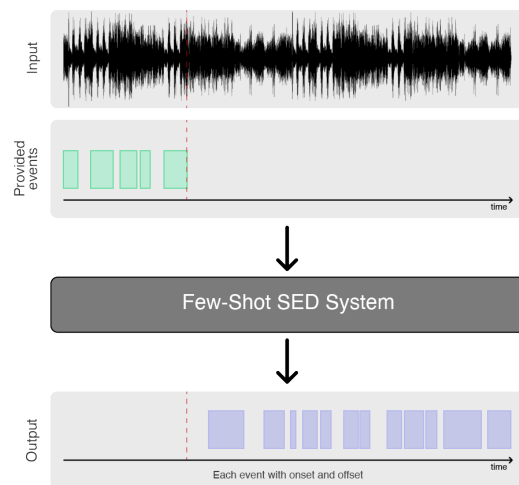 Input
Provided
events
time
Few-Shot SED System
Output
time
Each event with onset and offset